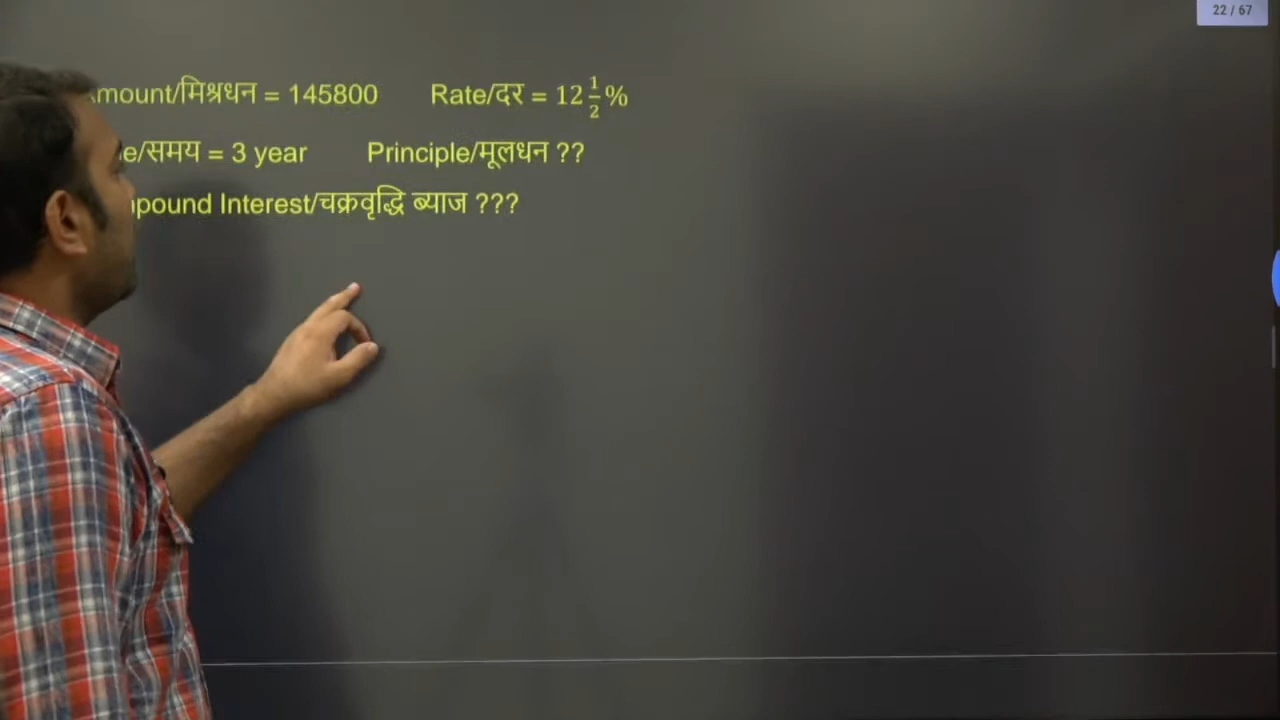 22 / 67
mount/मिश्रधन = 145800 Rate/दर = 12 1/2 %
e/समय = 3 year Principle/मूलधन ??
pound Interest/चक्रवृद्धि ब्याज ???